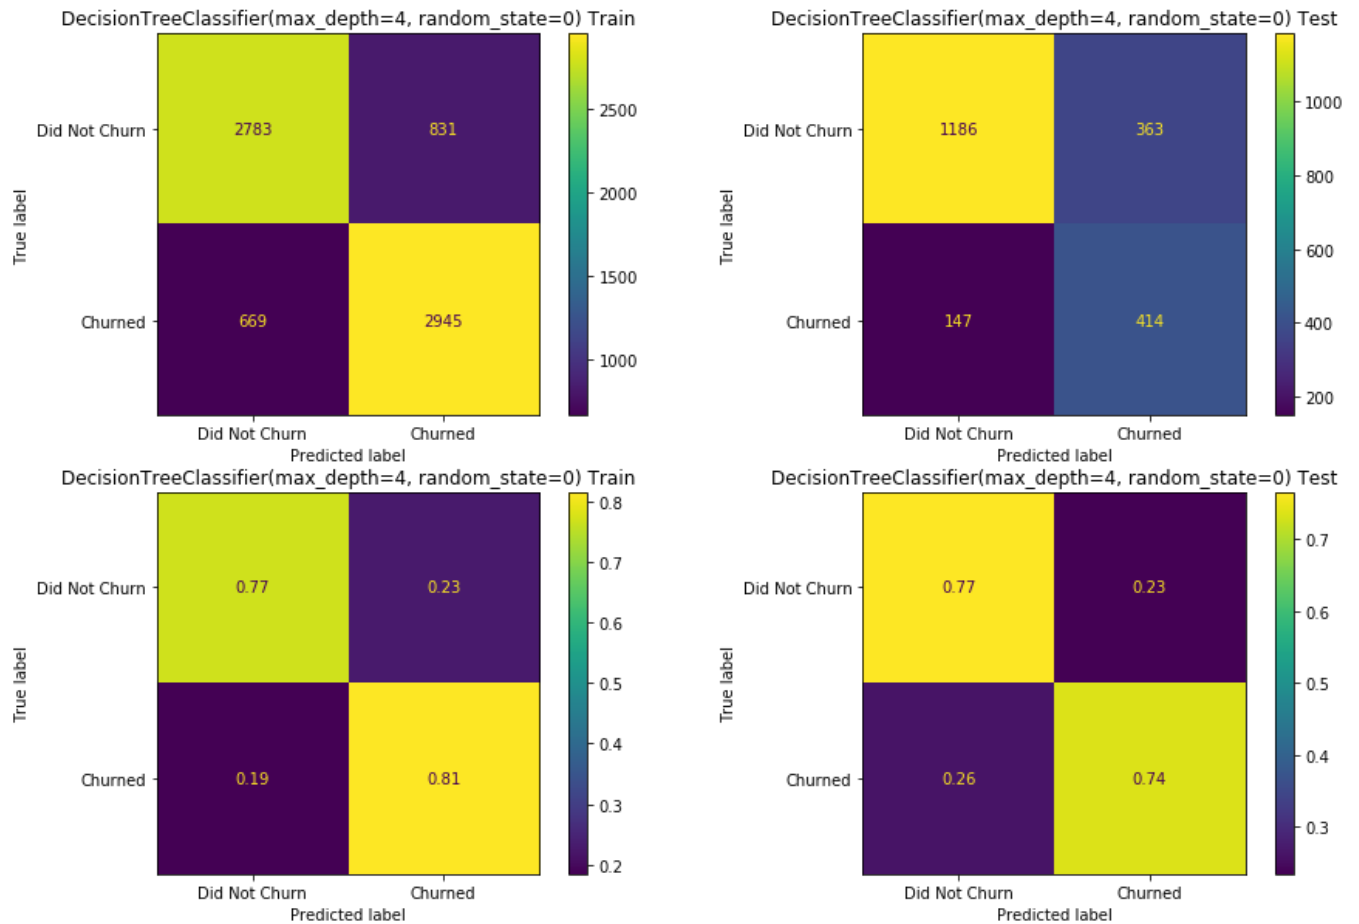 DecisionTreeClassifier(max_depth=4, random_state=0) Train
Did Not Churn
Churned
True label
2783
831
669
2945
Did Not Churn
Churned
Predicted label
2500
2000
1500
1000
DecisionTreeClassifier(max_depth=4, random_state=0) Test
Did Not Churn
Churned
True label
1186
363
147
414
Did Not Churn
Churned
Predicted label
1000
800
600
400
200
DecisionTreeClassifier(max_depth=4, random_state=0) Train
Did Not Churn
Churned
True label
0.77
0.23
0.19
0.81
Did Not Churn
Churned
Predicted label
0.8
0.7
0.6
0.5
0.4
0.3
0.2
DecisionTreeClassifier(max_depth=4, random_state=0) Test
Did Not Churn
Churned
True label
0.77
0.23
0.26
0.74
Did Not Churn
Churned
Predicted label
0.7
0.6
0.5
0.4
0.3